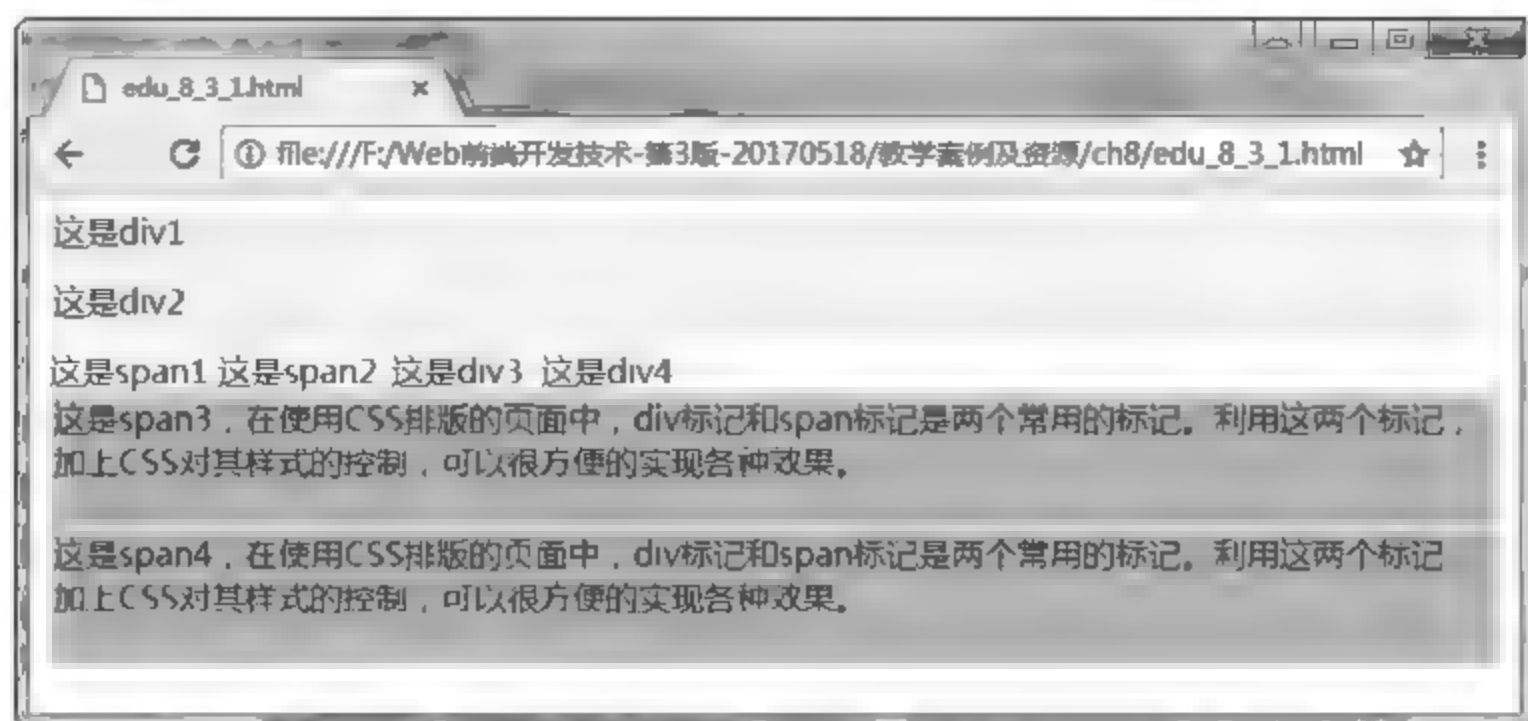 edu_8_3_1.html
file:///F:/Web前端开发技术-第3版-20170518/教学案例及资源/ch8/edu_8_3_1.html
这是div1
这是div2
这是span1 这是span2 这是div3 这是div4
这是span3，在使用CSS排版的页面中，div标记和span标记是两个常用的标记。利用这两个标记，
加上CSS对其样式的控制，可以很方便的实现各种效果。
这是span4，在使用CSS排版的页面中，div标记和span标记是两个常用的标记。利用这两个标记
加上CSS对其样式的控制，可以很方便的实现各种效果。